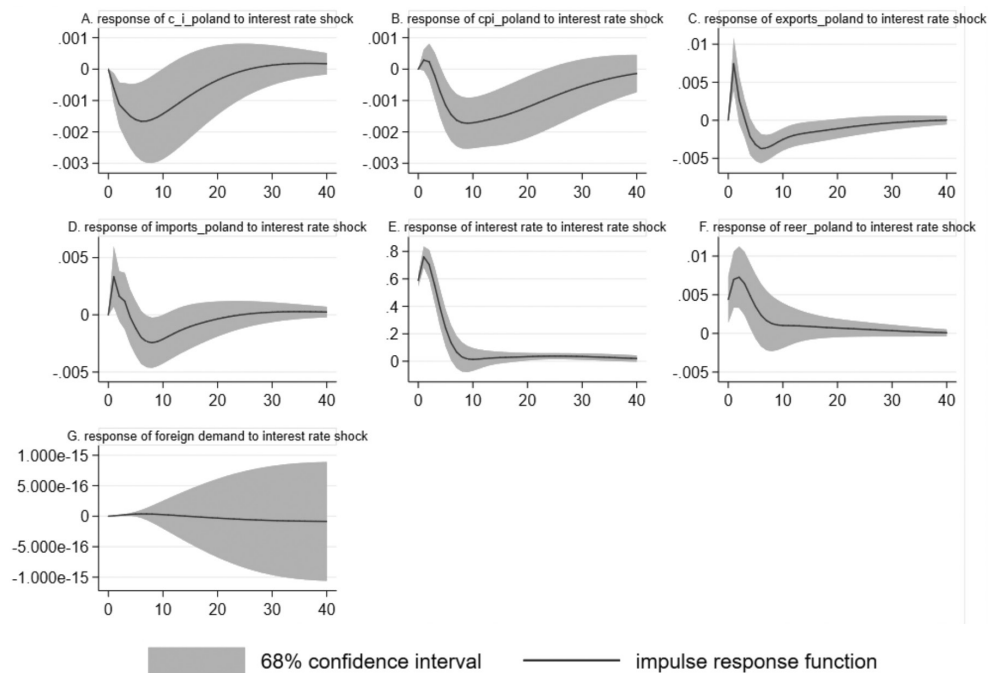 A. response of c_i_poland to interest rate shock
.001
0
-.001
-.002
-.003
0 10 20 30 40
B. response of cpi_poland to interest rate shock
.001
0
-.001
-.002
-.003
0 10 20 30 40
C. response of exports_poland to interest rate shock
.01
.005
0
-.005
0 10 20 30 40
D. response of imports_poland to interest rate shock
.005
0
-.005
0 10 20 30 40
E. response of interest rate to interest rate shock
.8
.6
.4
.2
0
0 10 20 30 40
F. response of reer_poland to interest rate shock
.01
.005
0
-.005
0 10 20 30 40
G. response of foreign demand to interest rate shock
1.000e-15
5.000e-16
0
-5.000e-16
-1.000e-15
0 10 20 30 40
68% confidence interval
impulse response function